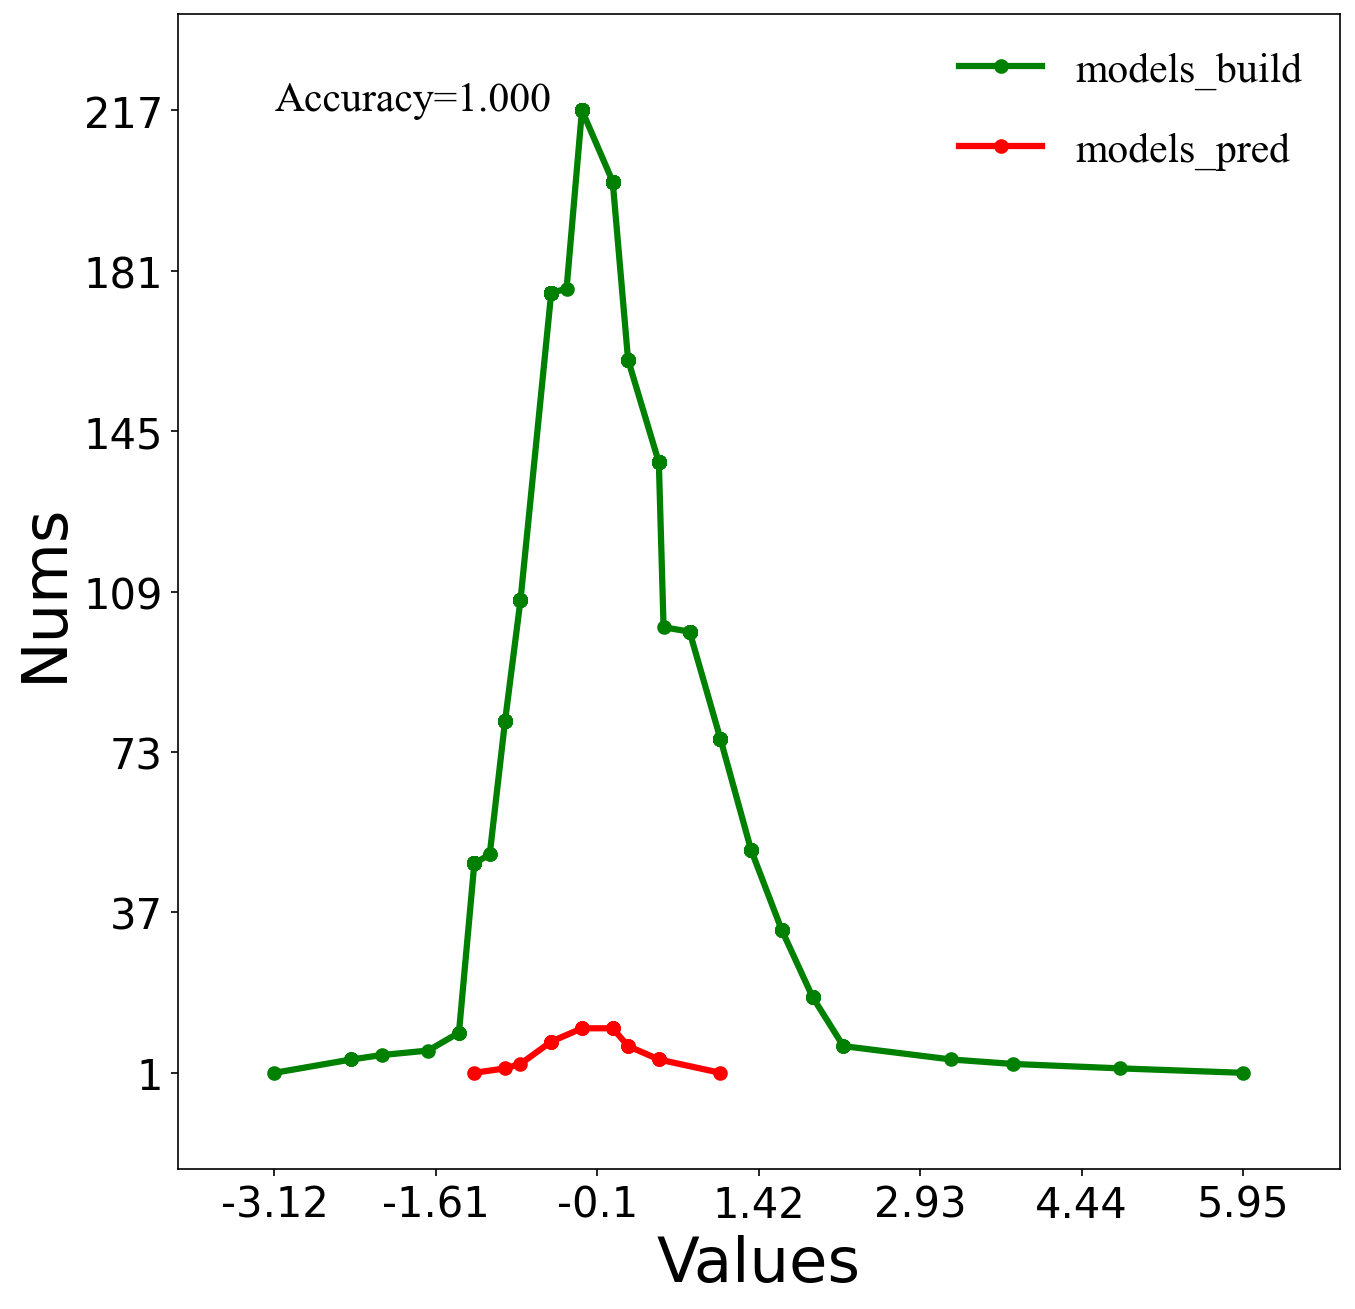 Accuracy=1.000
models_build
models_pred
Nums
217
181
145
109
73
37
1
-3.12
-1.61
-0.1
1.42
2.93
4.44
5.95
Values